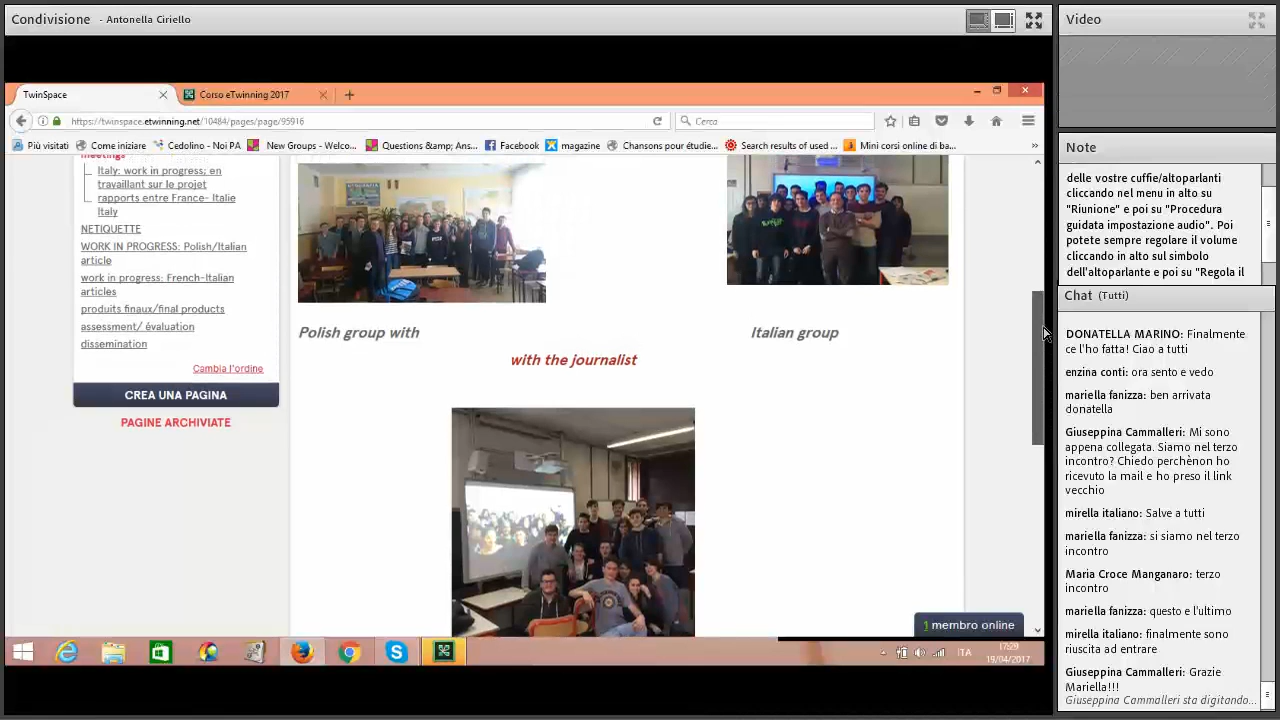 Condivisione - Antonella Ciriello
TwinSpace
Corso eTwinning 2017
https://twinspace.etwinning.net/10484/pages/page/95916
Cerca
Più visitati
Come iniziare
Cedolino - Noi PA
New Groups - Welco...
Questions &amp; Ans...
Facebook
magazine
Chansons pour étudie...
Search results of used ...
Mini corsi online di ba...
»
meetings
Italy: work in progress; en
travaillant sur le projet
rapports entre France- Italie
Italy
NETIQUETTE
WORK IN PROGRESS: Polish/Italian
article
work in progress: French-Italian
articles
produits finaux/final products
assessment/ évaluation
dissemination
Cambia l'ordine
CREA UNA PAGINA
PAGINE ARCHIVIATE
Polish group with
Italian group
with the journalist
1 membro online
ITA
17:29
19/04/2017
Video
Note
delle vostre cuffie/altoparlanti
cliccando nel menu in alto su
"Riunione" e poi su "Procedura
guidata impostazione audio". Poi
potete sempre regolare il volume
cliccando in alto sul simbolo
dell'altoparlante e poi su "Regola il
Chat (Tutti)
DONATELLA MARINO: Finalmente
ce l'ho fatta! Ciao a tutti
enzina conti: ora sento e vedo
mariella fanizza: ben arrivata
donatella
Giuseppina Cammalleri: Mi sono
appena collegata. Siamo nel terzo
incontro? Chiedo perchènon ho
ricevuto la mail e ho preso il link
vecchio
mirella italiano: Salve a tutti
mariella fanizza: si siamo nel terzo
incontro
Maria Croce Manganaro: terzo
incontro
mariella fanizza: questo e l'ultimo
mirella italiano: finalmente sono
riuscita ad entrare
Giuseppina Cammalleri: Grazie
Mariella!!!
Giuseppina Cammalleri sta digitando...